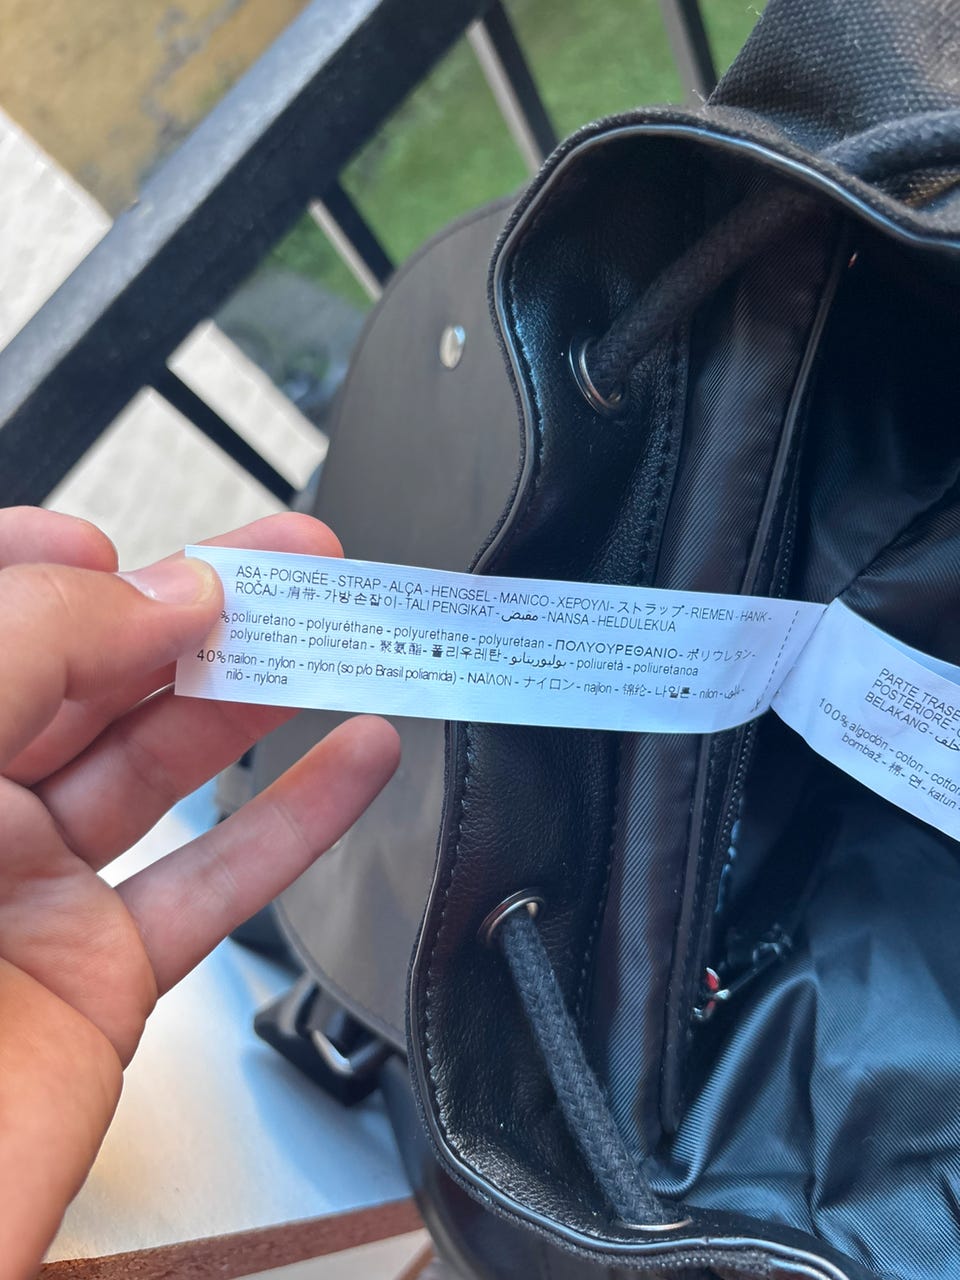 ASA - POIGNÉE - STRAP - ALÇA - HENGSEL - MANICO - ΧΕΡΟΥΛΙ - ストラップ - RIEMEN - HANK -
ROČAJ - 肩带 - 가방손잡이 - TALI PENGIKAT - مقبض - NANSA - HELDULEKUA
% poliuretano - polyuréthane - polyurethane - polyuretaan - ΠΟΛΥΟΥΡΕΘΑΝΙΟ - ポリウレタン -
polyurethan - poliuretan - 聚氨酯 - 폴리우레탄 - بوليوريثانو - poliuretà - poliuretanoa
40% nailon - nylon - nylon (so p/o Brasil poliamida) - ΝΑΪΛΟΝ - ナイロン - najlon - 锦纶 - 나일론 - nilon -
niló - nylona
PARTE TRASE
POSTERIORE
BELAKANG -
100% algodón - coton - cotton
bombaž - 棉 - 면 - katun